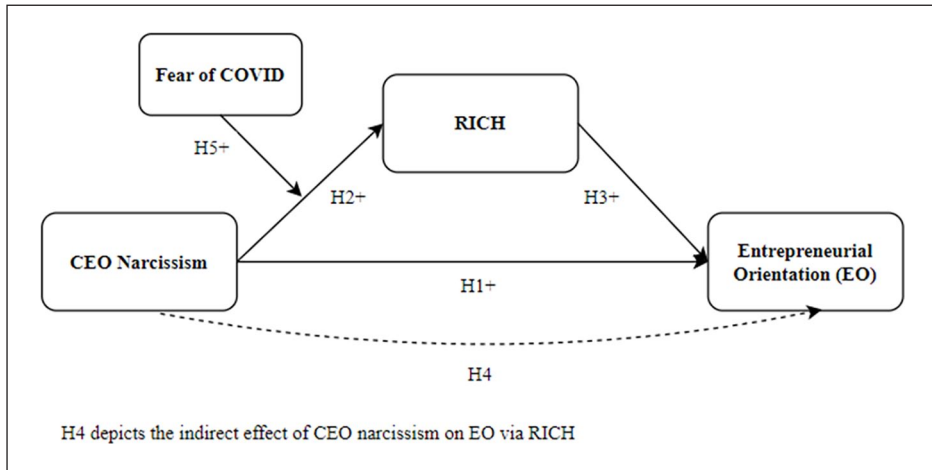 Fear of COVID
RICH
H5+
H2+
H3+
CEO Narcissism
Entrepreneurial
Orientation (EO)
H1+
H4
H4 depicts the indirect effect of CEO narcissism on EO via RICH